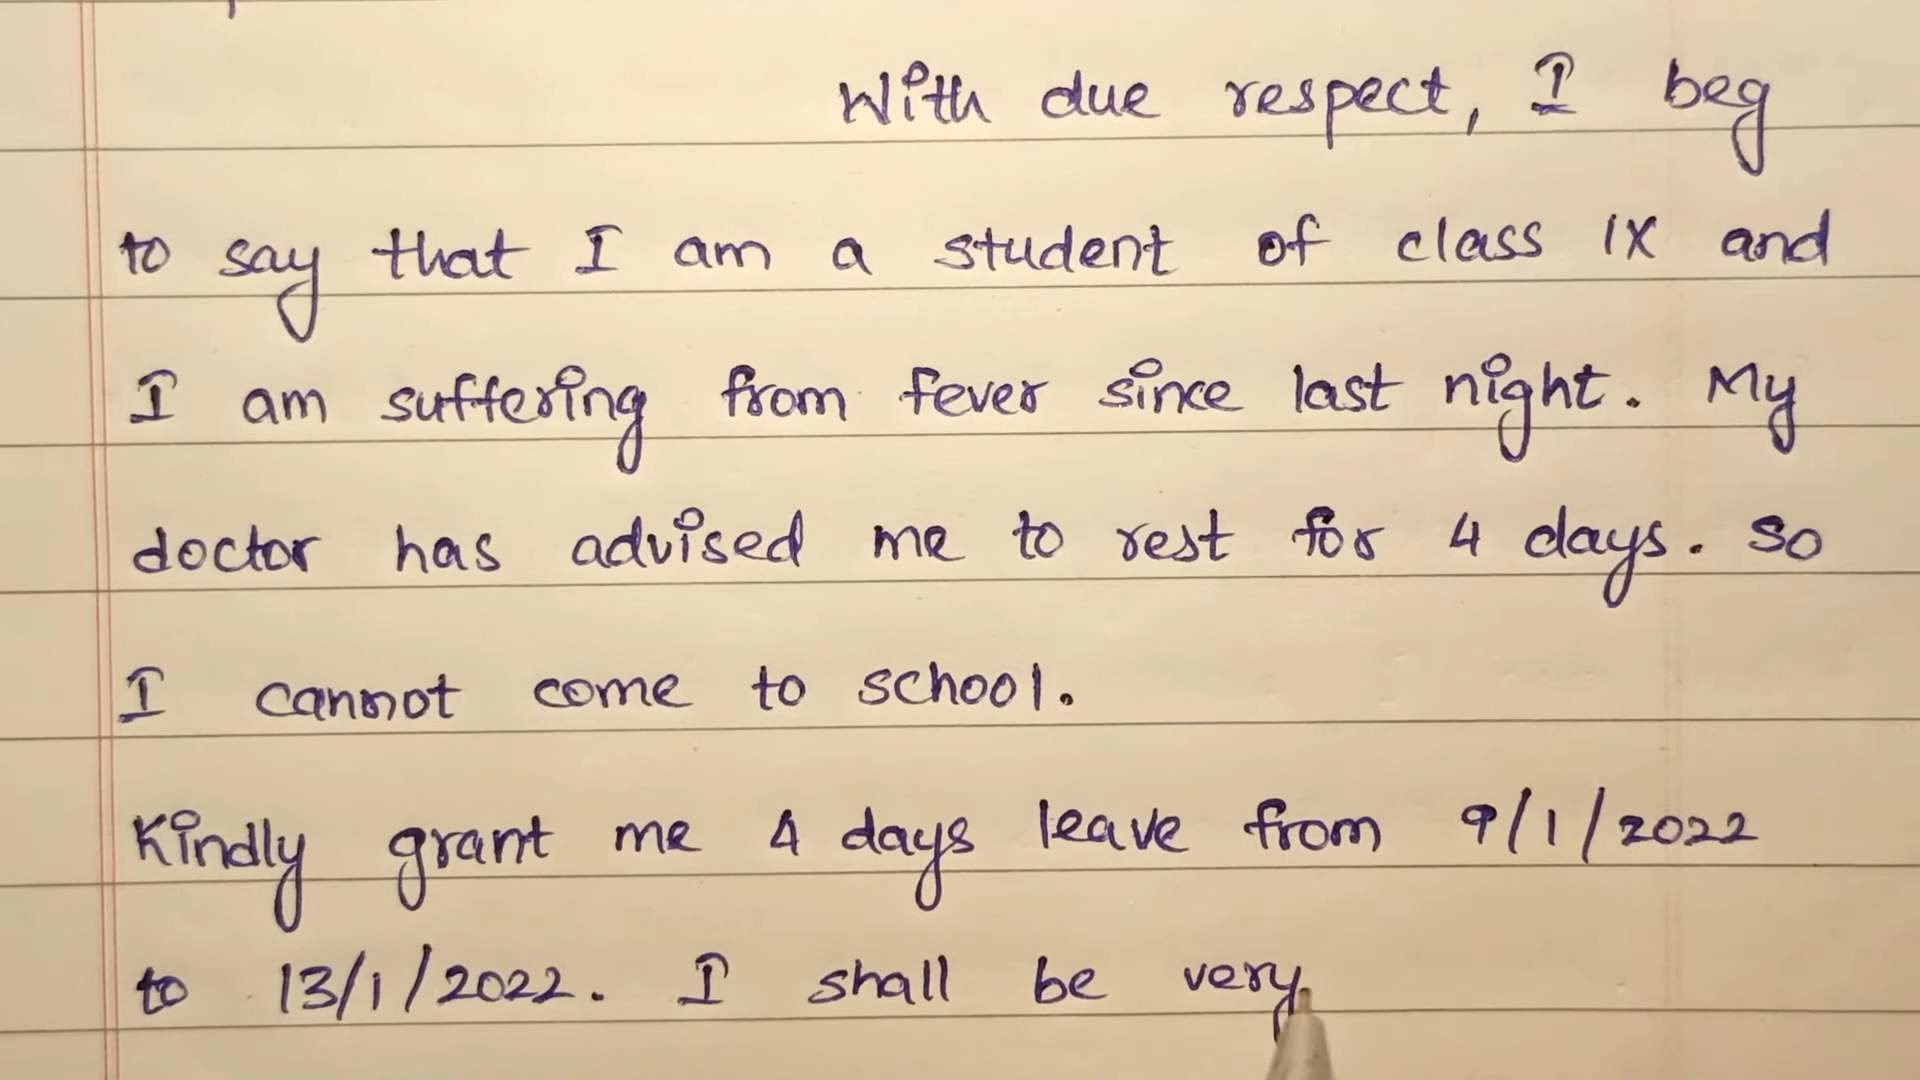 With due respect, I beg
to say that I am a student of class IX and
I am suffering from fever since last night. My
doctor has advised me to rest for 4 days. So
I cannot come to school.
Kindly grant me 4 days leave from 9/1/2022
to 13/1/2022. I shall be very